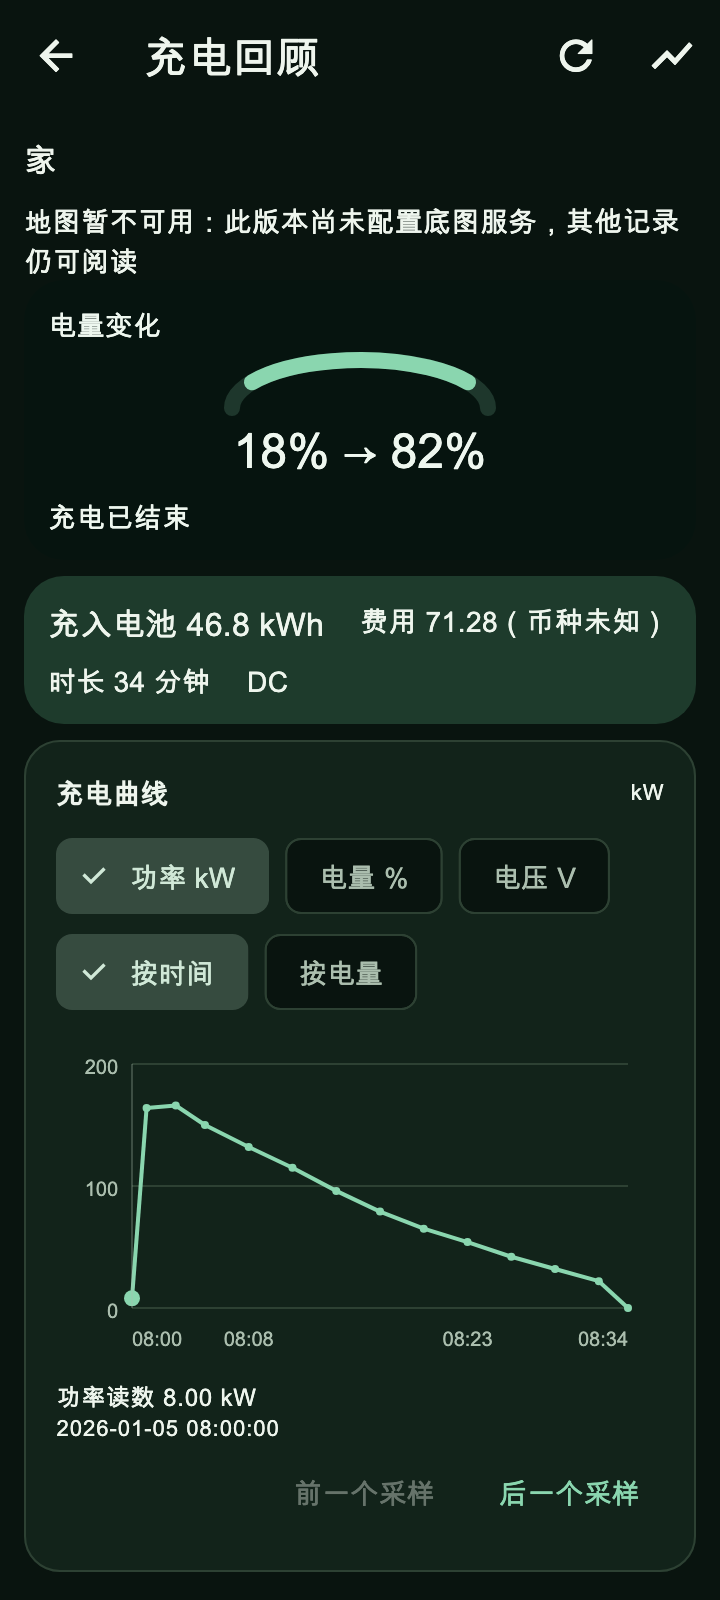 充电回顾
家
地图暂不可用：此版本尚未配置底图服务，其他记录
仍可阅读
电量变化
18% → 82%
充电已结束
充入电池 46.8 kWh 费用 71.28（币种未知）
时长 34 分钟 DC
充电曲线 kW
功率 kW 电量 % 电压 V
按时间 按电量
200
100
0
08:00 08:08 08:23 08:34
功率读数 8.00 kW
2026-01-05 08:00:00
前一个采样 后一个采样